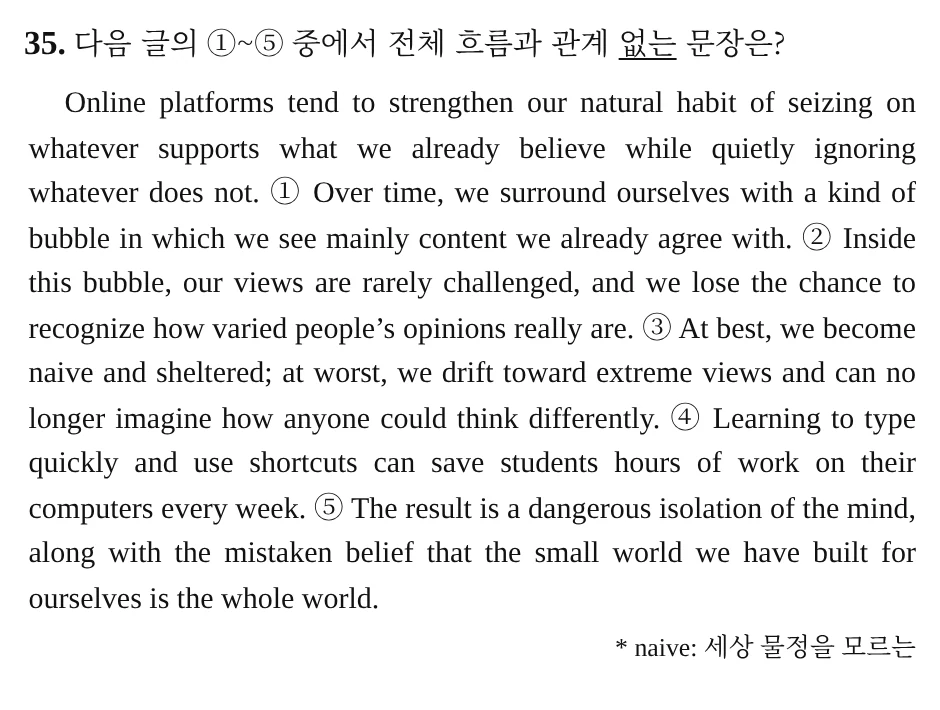 35. 다음 글의 ①~⑤ 중에서 전체 흐름과 관계 없는 문장은?
Online platforms tend to strengthen our natural habit of seizing on
whatever supports what we already believe while quietly ignoring
whatever does not. ① Over time, we surround ourselves with a kind of
bubble in which we see mainly content we already agree with. ② Inside
this bubble, our views are rarely challenged, and we lose the chance to
recognize how varied people’s opinions really are. ③ At best, we become
naive and sheltered; at worst, we drift toward extreme views and can no
longer imagine how anyone could think differently. ④ Learning to type
quickly and use shortcuts can save students hours of work on their
computers every week. ⑤ The result is a dangerous isolation of the mind,
along with the mistaken belief that the small world we have built for
ourselves is the whole world.
* naive: 세상 물정을 모르는